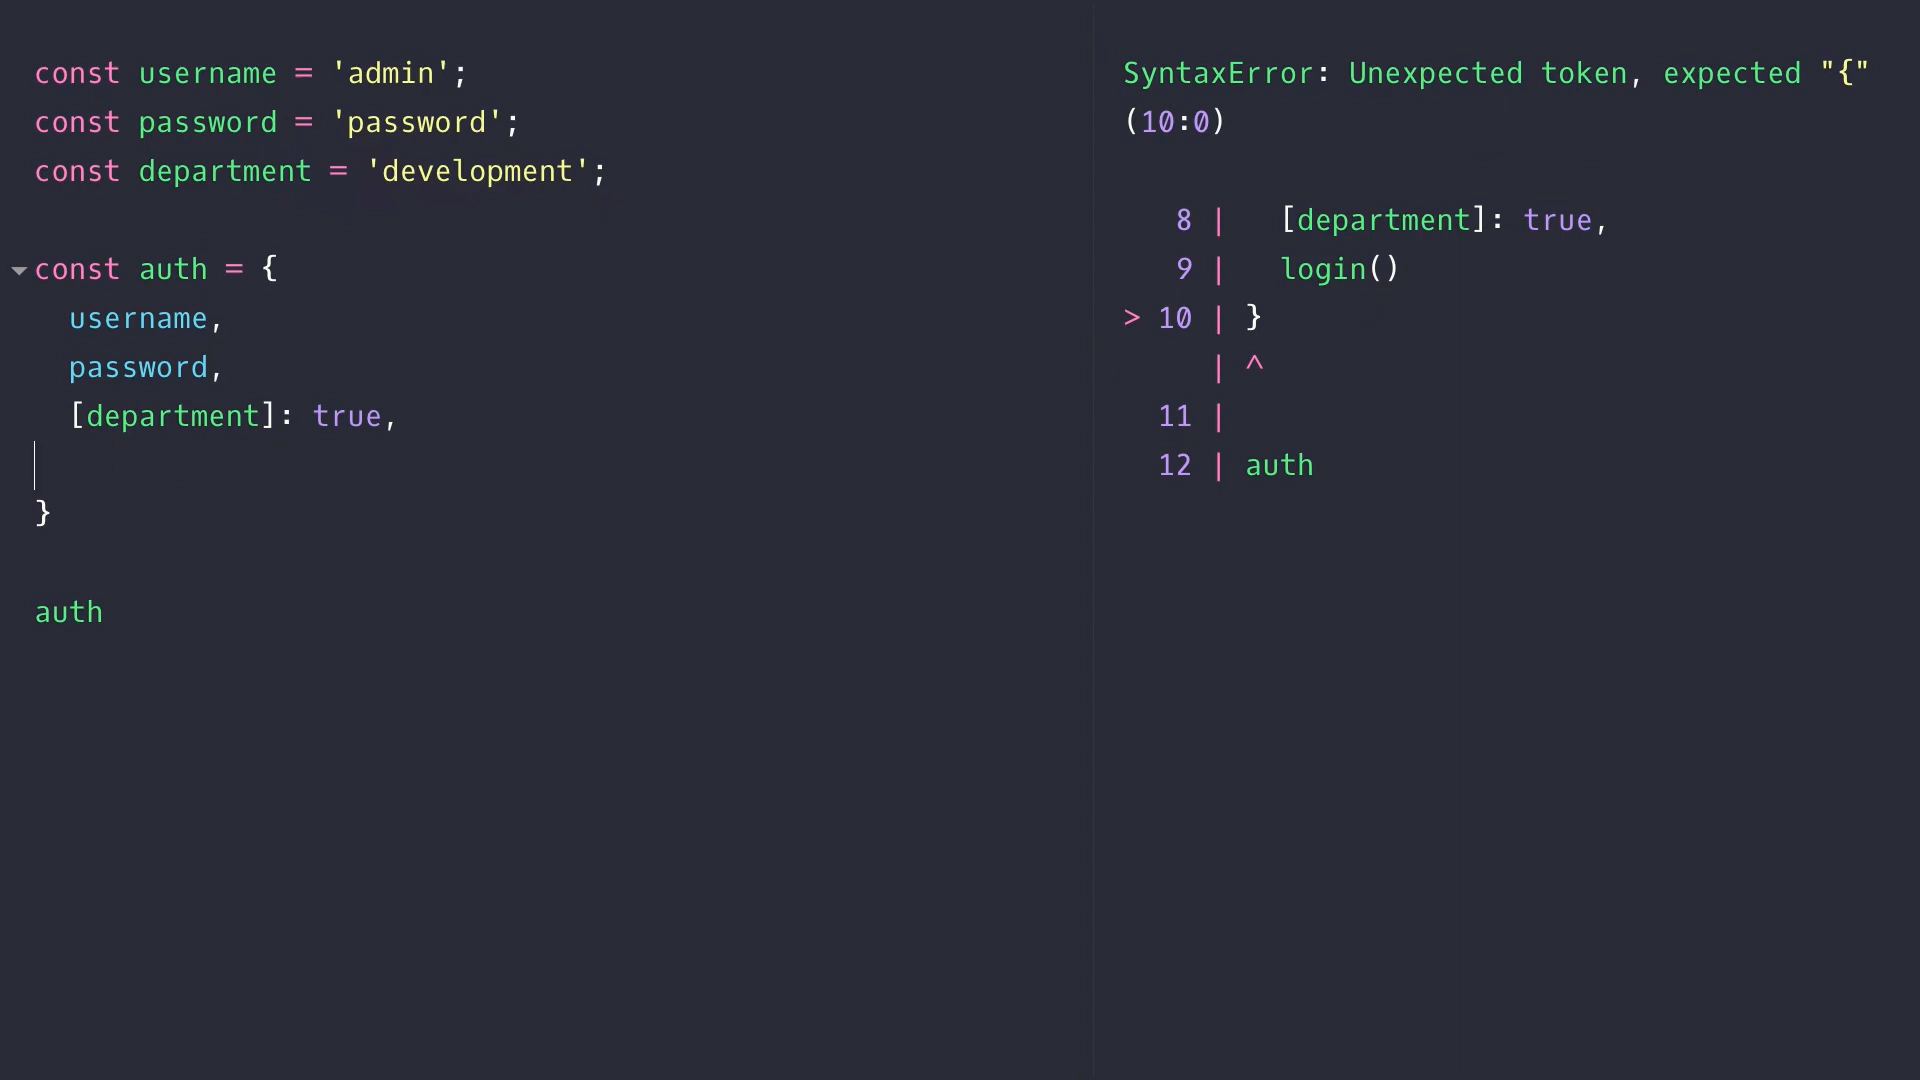 const username = 'admin';
const password = 'password';
const department = 'development';
const auth = {
  username,
  password,
  [department]: true,
}
auth
SyntaxError: Unexpected token, expected "{"
(10:0)
   8 |   [department]: true,
   9 |   login()
> 10 | }
     | ^
  11 |
  12 | auth